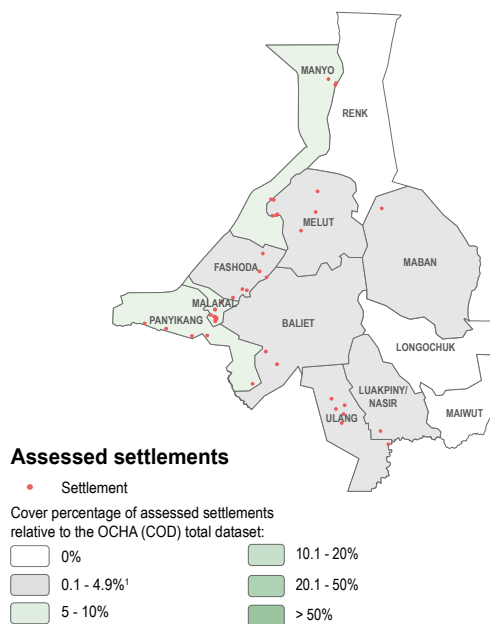 MANYO
RENK
MELUT
FASHODA
MABAN
MALAKAL
PANYIKANG
BALIET
LONGOCHUK
LUAKPINY/
NASIR
MAIWUT
ULANG
Assessed settlements
Settlement
Cover percentage of assessed settlements
relative to the OCHA (COD) total dataset:
0%
0.1 - 4.9%¹
5 - 10%
10.1 - 20%
20.1 - 50%
> 50%